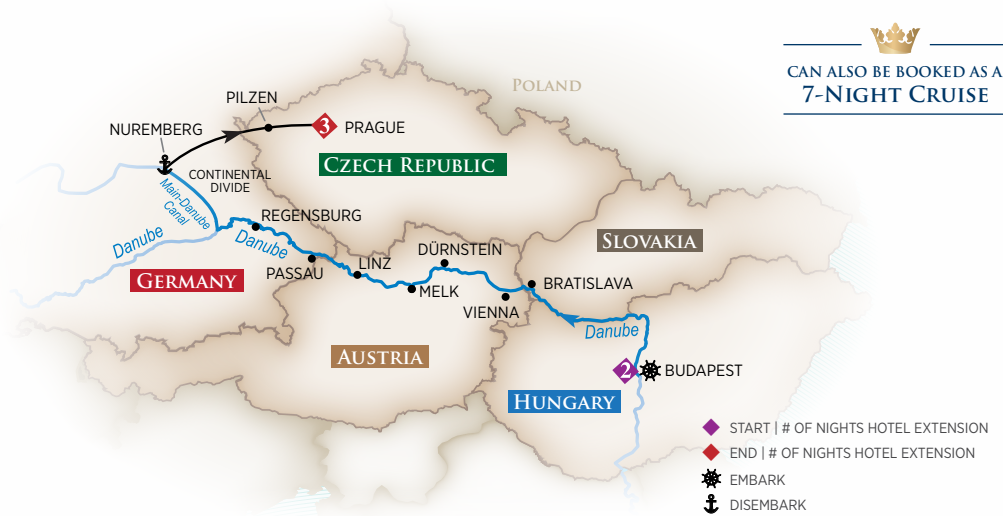 CAN ALSO BE BOOKED AS A
7-NIGHT CRUISE
POLAND
PILZEN
NUREMBERG
3
PRAGUE
CZECH REPUBLIC
CONTINENTAL
DIVIDE
Main-Danube
Canal
REGENSBURG
Danube
Danube
SLOVAKIA
DÜRNSTEIN
LINZ
PASSAU
GERMANY
MELK
BRATISLAVA
VIENNA
Danube
AUSTRIA
2
BUDAPEST
HUNGARY
START | # OF NIGHTS HOTEL EXTENSION
END | # OF NIGHTS HOTEL EXTENSION
EMBARK
DISEMBARK